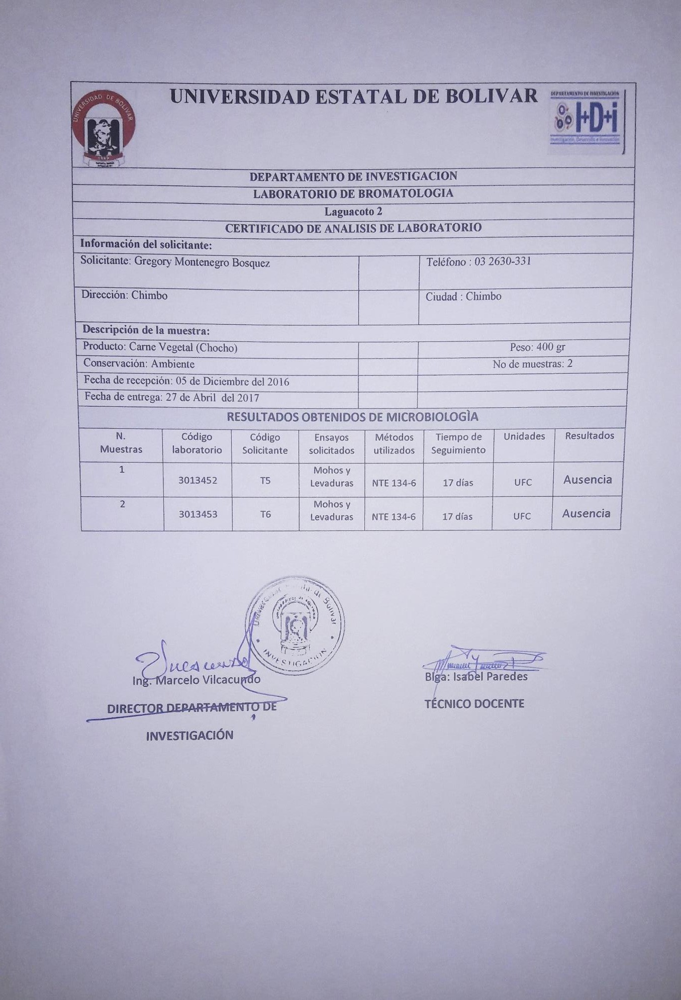 UNIVERSIDAD ESTATAL DE BOLIVAR
UNIVERSIDAD DE BOLIVAR
DEPARTAMENTO DE INVESTIGACION
I+D+i
Investigación, Desarrollo e Innovación
DEPARTAMENTO DE INVESTIGACION
LABORATORIO DE BROMATOLOGIA
Laguacoto 2
CERTIFICADO DE ANALISIS DE LABORATORIO
Información del solicitante:
Solicitante: Gregory Montenegro Bosquez Teléfono : 03 2630-331
Dirección: Chimbo Ciudad : Chimbo
Descripción de la muestra:
Producto: Carne Vegetal (Chocho) Peso: 400 gr
Conservación: Ambiente No de muestras: 2
Fecha de recepción: 05 de Diciembre del 2016
Fecha de entrega: 27 de Abril del 2017
RESULTADOS OBTENIDOS DE MICROBIOLOGÌA
N. Muestras Código laboratorio Código Solicitante Ensayos solicitados Métodos utilizados Tiempo de Seguimiento Unidades Resultados
1 3013452 T5 Mohos y Levaduras NTE 134-6 17 días UFC Ausencia
2 3013453 T6 Mohos y Levaduras NTE 134-6 17 días UFC Ausencia
de Bolivar
INVESTIGACION
Ing. Marcelo Vilcacundo
DIRECTOR DEPARTAMENTO DE
INVESTIGACIÓN
Blga: Isabel Paredes
TÉCNICO DOCENTE